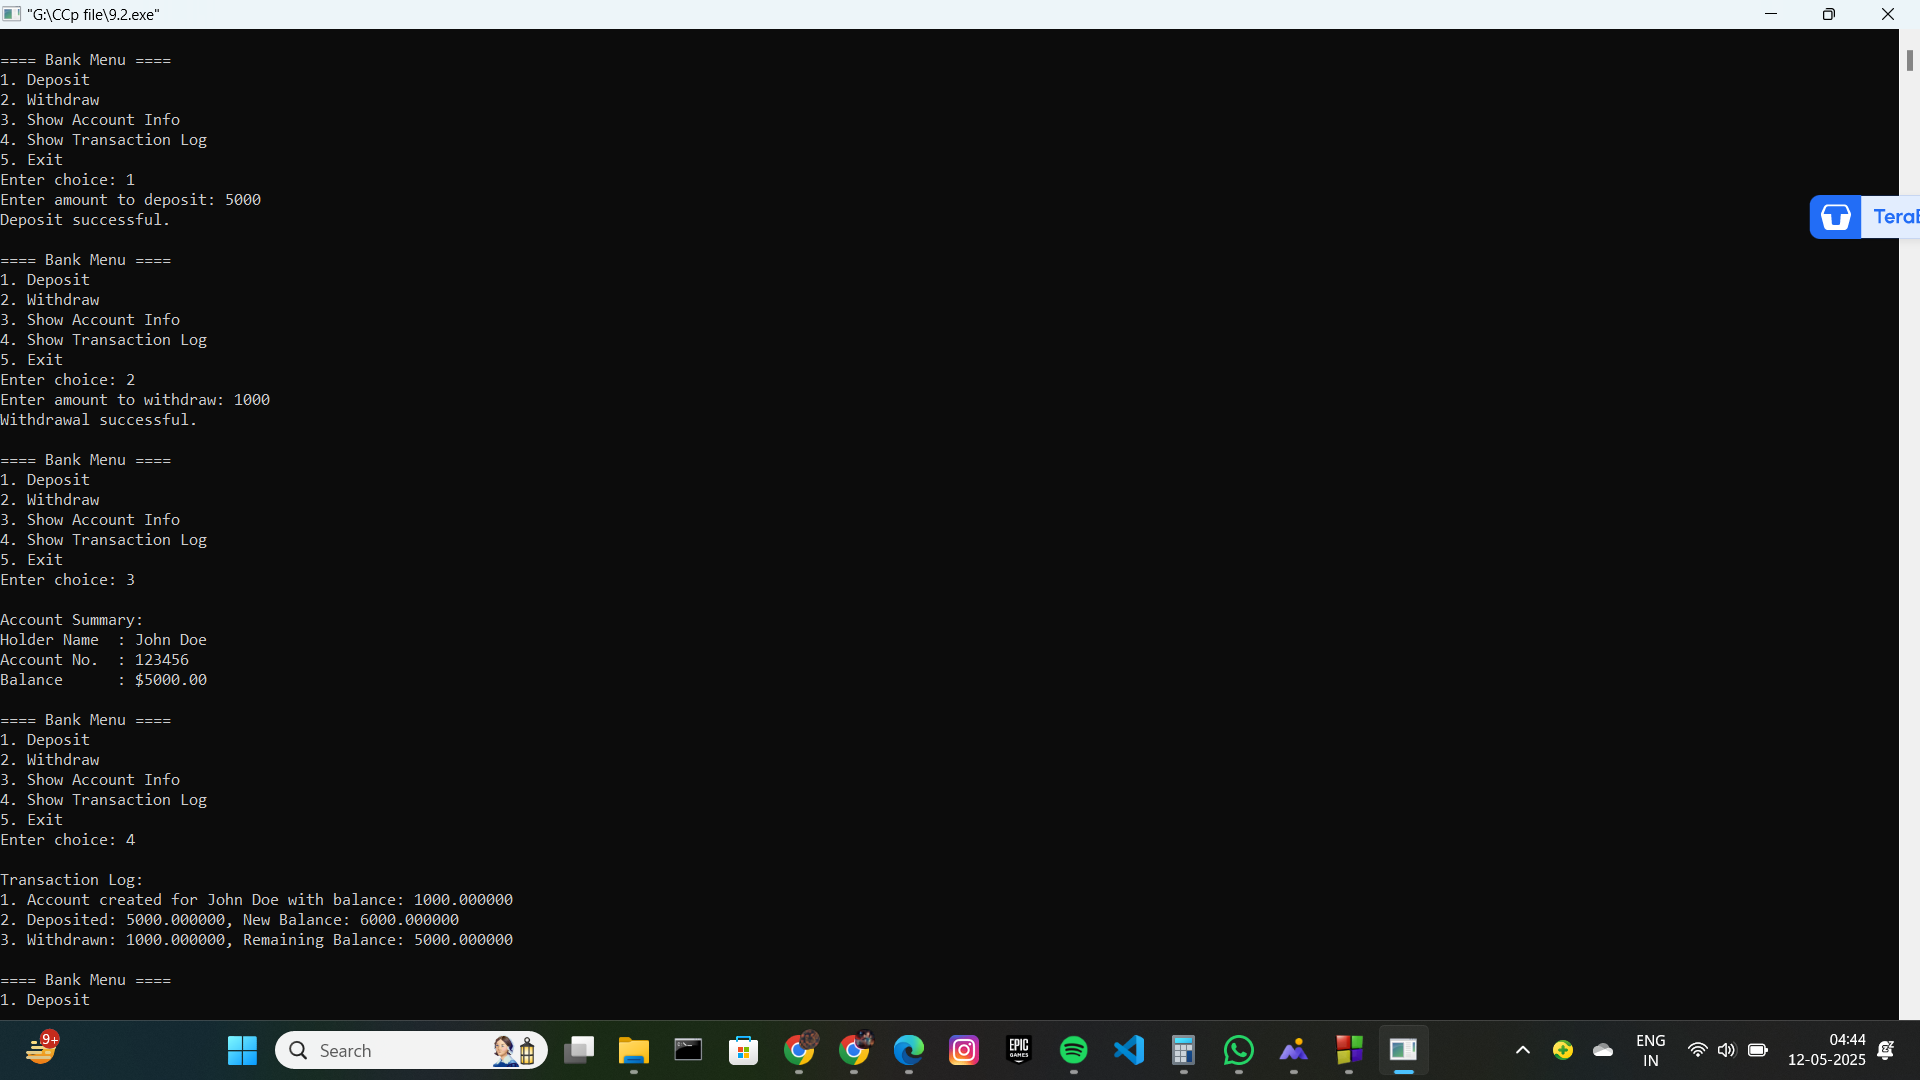 "G:\CCp file\9.2.exe"
==== Bank Menu ====
1. Deposit
2. Withdraw
3. Show Account Info
4. Show Transaction Log
5. Exit
Enter choice: 1
Enter amount to deposit: 5000
Deposit successful.
==== Bank Menu ====
1. Deposit
2. Withdraw
3. Show Account Info
4. Show Transaction Log
5. Exit
Enter choice: 2
Enter amount to withdraw: 1000
Withdrawal successful.
==== Bank Menu ====
1. Deposit
2. Withdraw
3. Show Account Info
4. Show Transaction Log
5. Exit
Enter choice: 3
Account Summary:
Holder Name  : John Doe
Account No.  : 123456
Balance      : $5000.00
==== Bank Menu ====
1. Deposit
2. Withdraw
3. Show Account Info
4. Show Transaction Log
5. Exit
Enter choice: 4
Transaction Log:
1. Account created for John Doe with balance: 1000.000000
2. Deposited: 5000.000000, New Balance: 6000.000000
3. Withdrawn: 1000.000000, Remaining Balance: 5000.000000
==== Bank Menu ====
1. Deposit
9+
Search
EPIC
GAMES
ENG
IN
04:44
12-05-2025